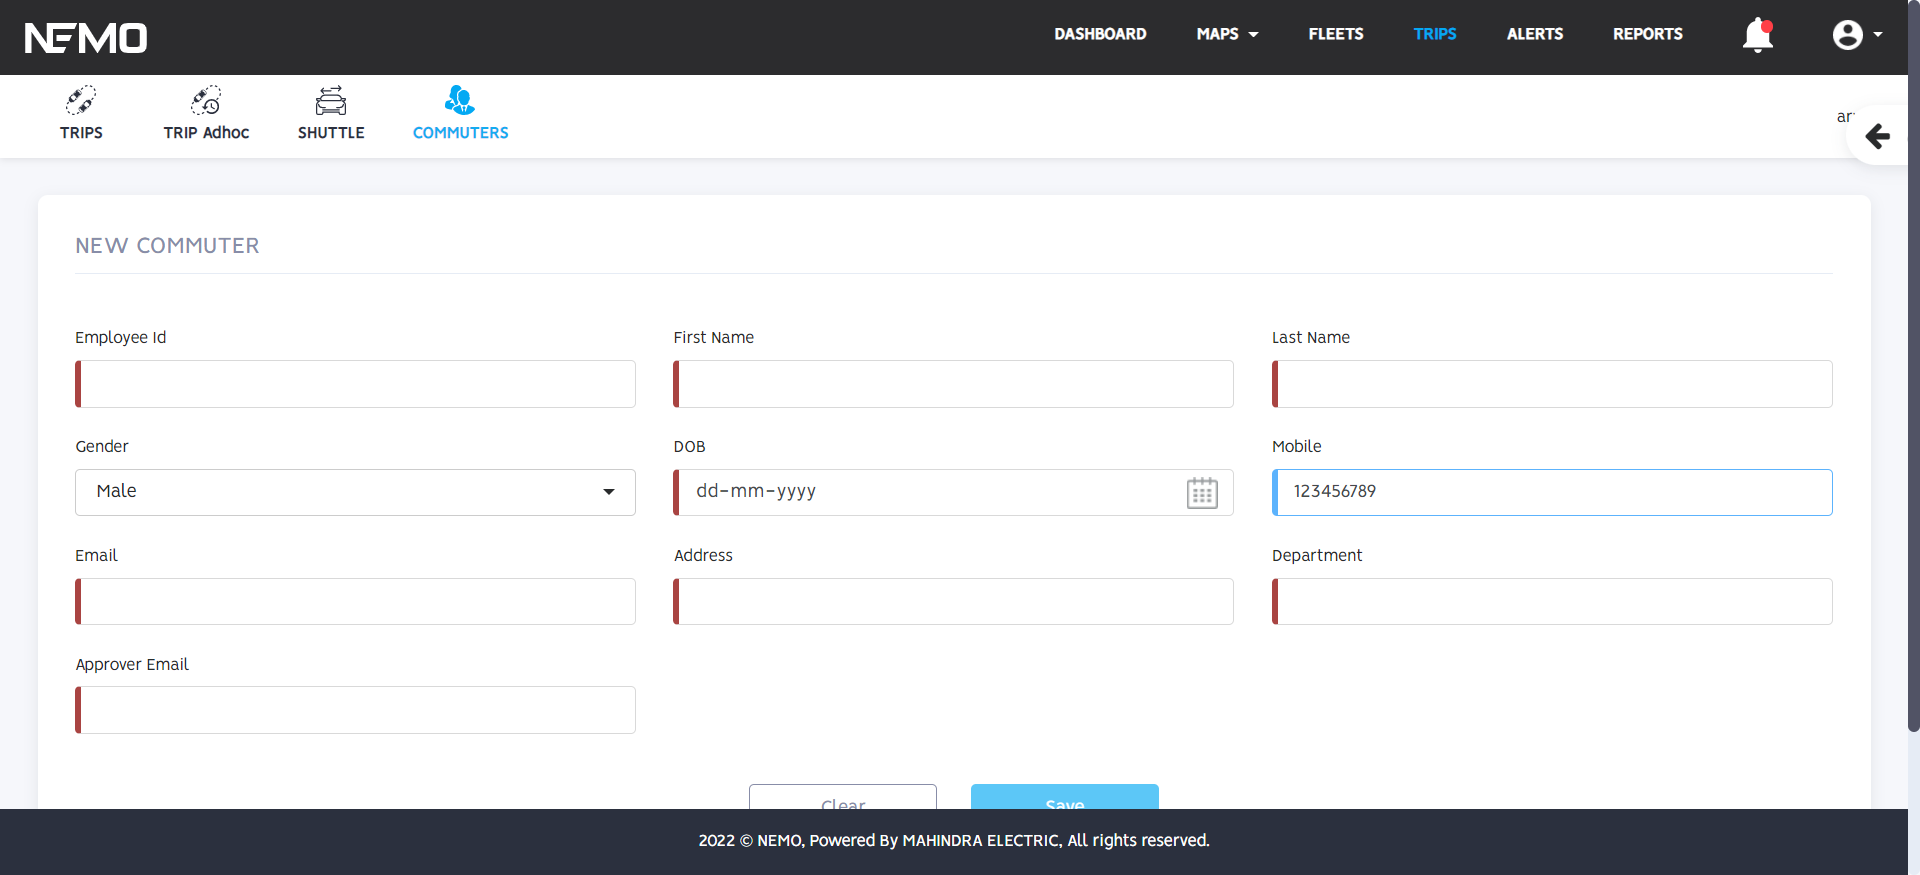 NEMO
DASHBOARD MAPS FLEETS TRIPS ALERTS REPORTS
TRIPS TRIP Adhoc SHUTTLE COMMUTERS
NEW COMMUTER
Employee Id First Name Last Name
Gender DOB Mobile
Male dd-mm-yyyy 123456789
Email Address Department
Approver Email
Clear Save
2022 © NEMO, Powered By MAHINDRA ELECTRIC, All rights reserved.